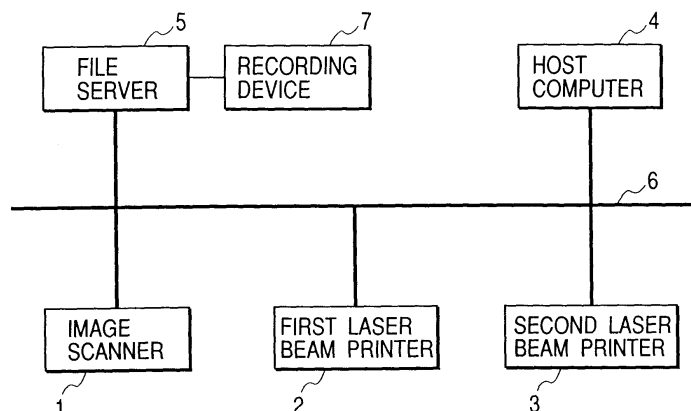 5
7
4
FILE
SERVER
RECORDING
DEVICE
HOST
COMPUTER
6
IMAGE
SCANNER
FIRST LASER
BEAM PRINTER
SECOND LASER
BEAM PRINTER
1
2
3